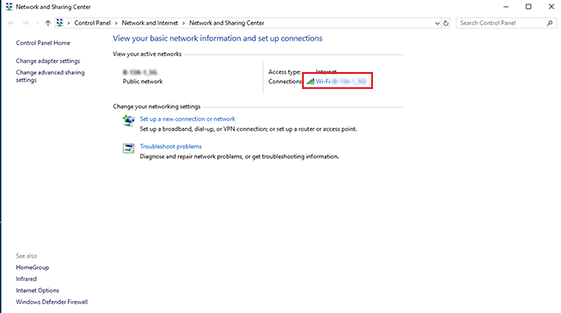 Network and Sharing Center
Control Panel
Network and Internet
Network and Sharing Center
Search Control Panel
Control Panel Home
Change adapter settings
Change advanced sharing
settings
View your basic network information and set up connections
View your active networks
Public network
Access type: Internet
Connections: Wi-Fi
Change your networking settings
Set up a new connection or network
Set up a broadband, dial-up, or VPN connection; or set up a router or access point.
Troubleshoot problems
Diagnose and repair network problems, or get troubleshooting information.
See also
HomeGroup
Infrared
Internet Options
Windows Defender Firewall